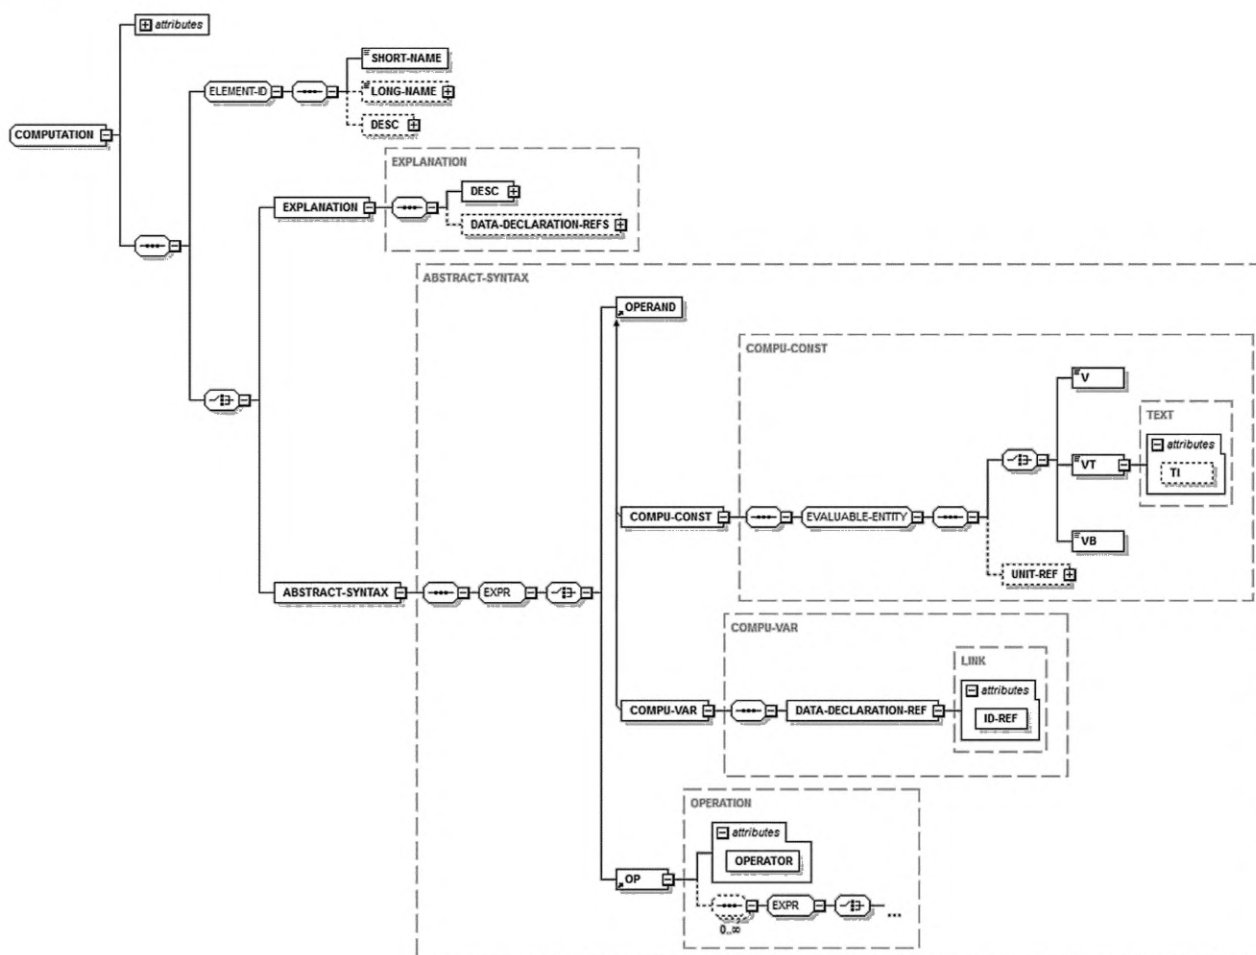 attributes
SHORT-NAME
ELEMENT-ID
LONG-NAME
DESC
COMPUTATION
EXPLANATION
DESC
EXPLANATION
DATA-DECLARATION-REFS
ABSTRACT-SYNTAX
OPERAND
COMPU-CONST
V
TEXT
attributes
VT
TI
COMPU-CONST
EVALUABLE-ENTITY
VB
UNIT-REF
ABSTRACT-SYNTAX
EXPR
COMPU-VAR
LINK
attributes
COMPU-VAR
DATA-DECLARATION-REF
ID-REF
OPERATION
attributes
OPERATOR
OP
EXPR
...
0..∞